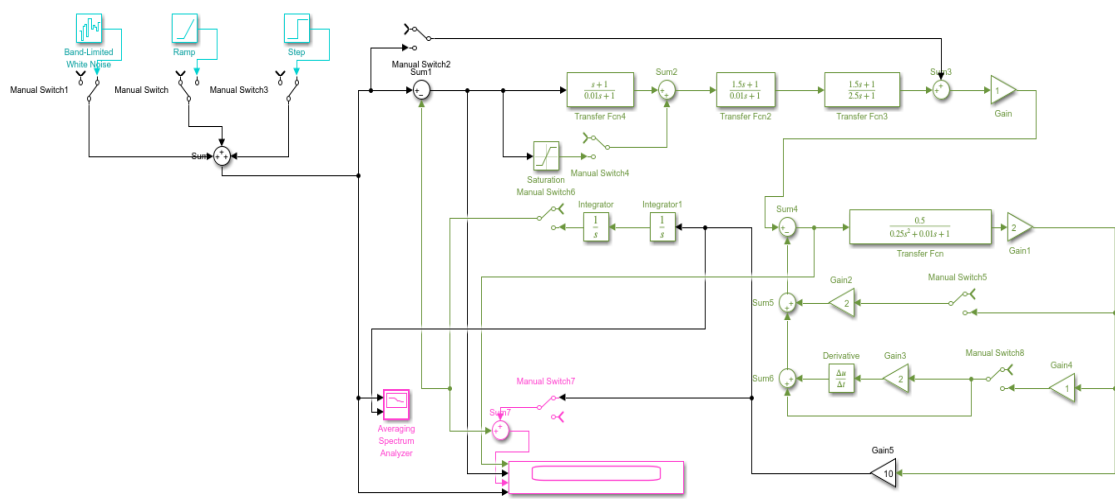 Band-Limited
White Noise
Ramp
Step
Manual Switch1
Manual Switch
Manual Switch3
Sum
+
+
+
Manual Switch2
Sum1
+
−
s+1
0.01s+1
Transfer Fcn4
Sum2
+
+
1.5s+1
0.01s+1
Transfer Fcn2
1.5s+1
2.5s+1
Transfer Fcn3
Sum3
+
+
1
Gain
Saturation
Manual Switch4
Manual Switch6
Integrator
1
s
Integrator1
1
s
Sum4
+
−
0.5
0.25s²+0.01s+1
Transfer Fcn
2
Gain1
Sum5
+
+
Gain2
2
Manual Switch5
Sum6
+
+
Derivative
Δu
Δt
Gain3
2
Manual Switch8
Gain4
1
Averaging
Spectrum
Analyzer
Manual Switch7
Sum7
+
+
Gain5
10